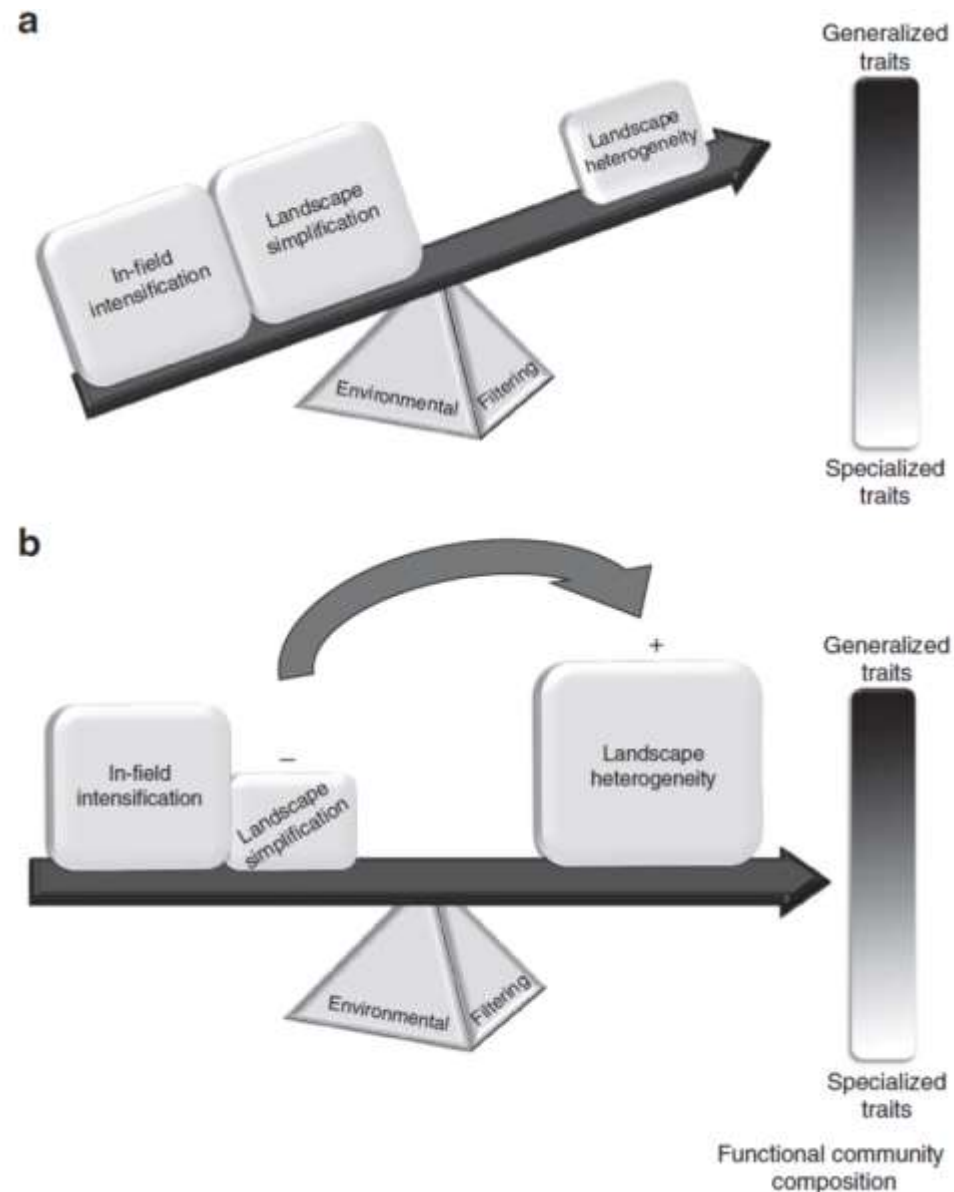 a
Generalized
traits
Landscape
heterogeneity
Landscape
simplification
In-field
intensification
Environmental
Filtering
Specialized
traits
b
+
Generalized
traits
In-field
intensification
–
Landscape
simplification
Landscape
heterogeneity
Environmental
Filtering
Specialized
traits
Functional community
composition